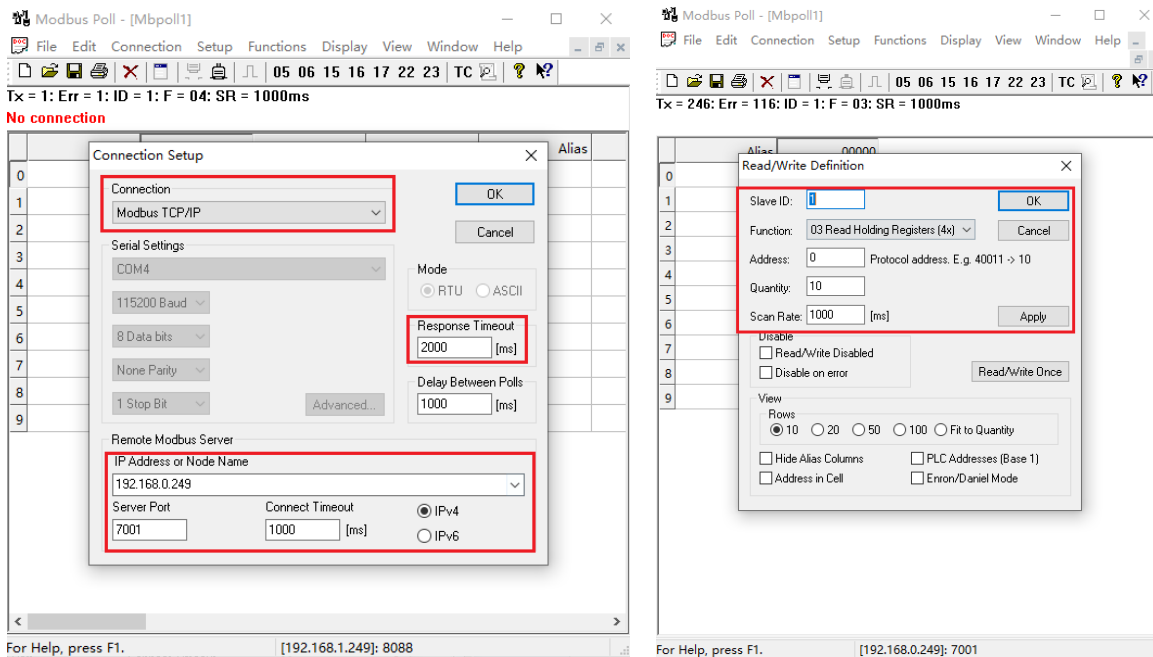 Modbus Poll - [Mbpoll1]
File Edit Connection Setup Functions Display View Window Help
05 06 15 16 17 22 23 TC
Tx = 1: Err = 1: ID = 1: F = 04: SR = 1000ms
No connection
Alias
0
1
2
3
4
5
6
7
8
9
Connection Setup
Connection
Modbus TCP/IP
OK
Cancel
Serial Settings
COM4
115200 Baud
8 Data bits
None Parity
1 Stop Bit
Advanced...
Mode
RTU ASCII
Response Timeout
2000 [ms]
Delay Between Polls
1000 [ms]
Remote Modbus Server
IP Address or Node Name
192.168.0.249
Server Port Connect Timeout
7001 1000 [ms]
IPv4
IPv6
For Help, press F1. [192.168.1.249]: 8088
Modbus Poll - [Mbpoll1]
File Edit Connection Setup Functions Display View Window Help
05 06 15 16 17 22 23 TC
Tx = 246: Err = 116: ID = 1: F = 03: SR = 1000ms
Alias 00000
0
1
2
3
4
5
6
7
8
9
Read/Write Definition
Slave ID: 1 OK
Function: 03 Read Holding Registers (4x) Cancel
Address: 0 Protocol address. E.g. 40011 -> 10
Quantity: 10
Scan Rate: 1000 [ms] Apply
Disable
Read/Write Disabled
Disable on error
Read/Write Once
View
Rows
10 20 50 100 Fit to Quantity
Hide Alias Columns PLC Addresses (Base 1)
Address in Cell Enron/Daniel Mode
For Help, press F1. [192.168.0.249]: 7001